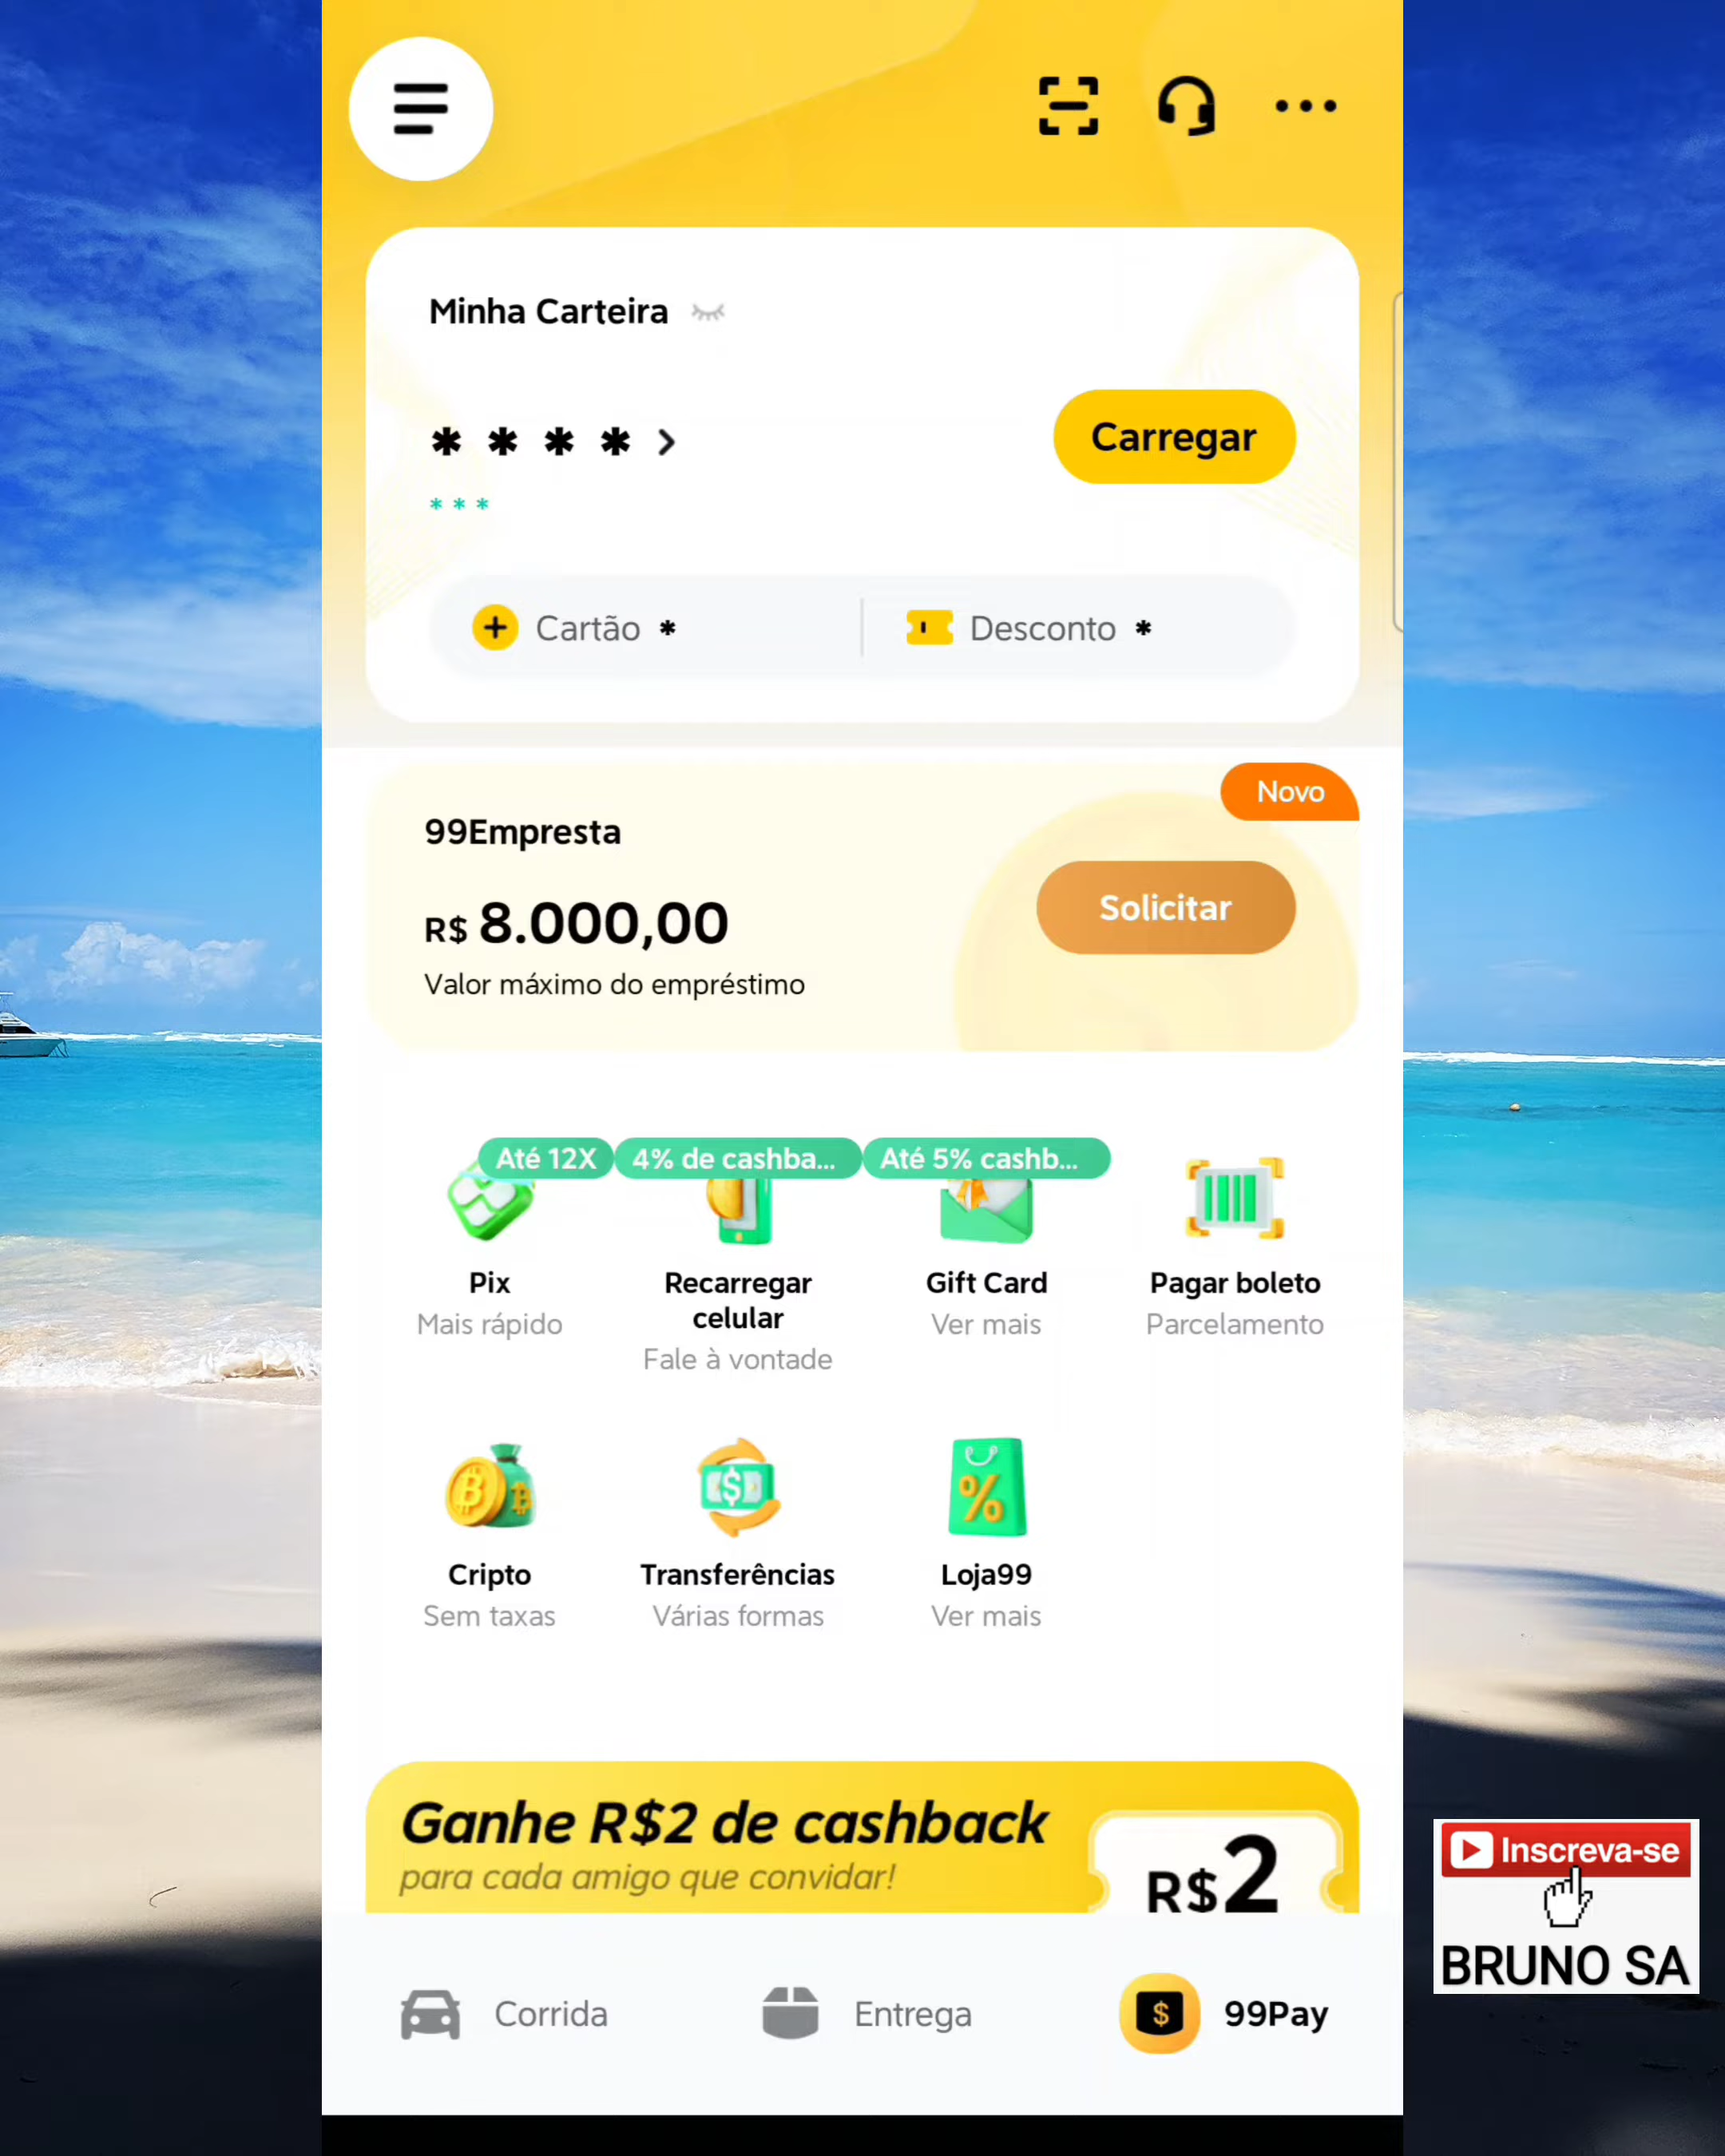 Minha Carteira
* * * *
Carregar
* * *
Cartão *
Desconto *
Novo
99Empresta
R$ 8.000,00
Solicitar
Valor máximo do empréstimo
Até 12X
4% de cashba...
Até 5% cashb...
Pix
Recarregar
celular
Gift Card
Pagar boleto
Mais rápido
Fale à vontade
Ver mais
Parcelamento
Cripto
Transferências
Loja99
Sem taxas
Várias formas
Ver mais
Ganhe R$2 de cashback
para cada amigo que convidar!
R$2
Inscreva-se
BRUNO SA
Corrida
Entrega
99Pay